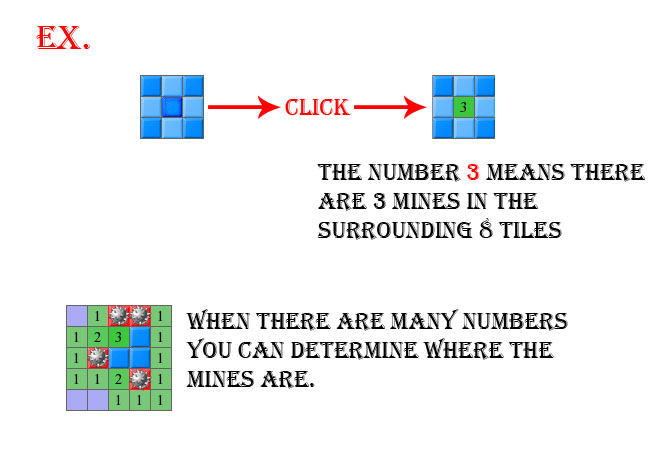 EX.
CLICK
3
THE NUMBER 3 MEANS THERE
ARE 3 MINES IN THE
SURROUNDING 8 TILES
1 1
1 2 3 1
1 1
1 1 2 1
1 1 1
WHEN THERE ARE MANY NUMBERS
YOU CAN DETERMINE WHERE THE
MINES ARE.